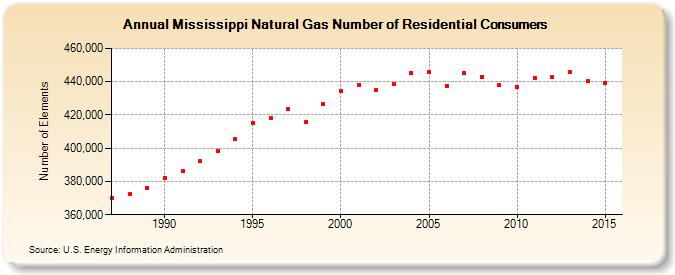 Annual Mississippi Natural Gas Number of Residential Consumers
Number of Elements
460,000
440,000
420,000
400,000
380,000
360,000
1990 1995 2000 2005 2010 2015
Source: U.S. Energy Information Administration